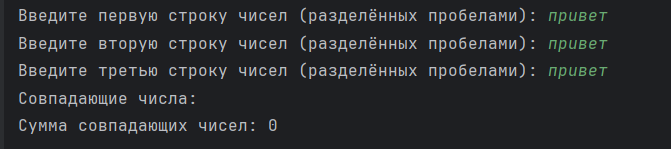 Введите первую строку чисел (разделённых пробелами): привет
Введите вторую строку чисел (разделённых пробелами): привет
Введите третью строку чисел (разделённых пробелами): привет
Совпадающие числа:
Сумма совпадающих чисел: 0